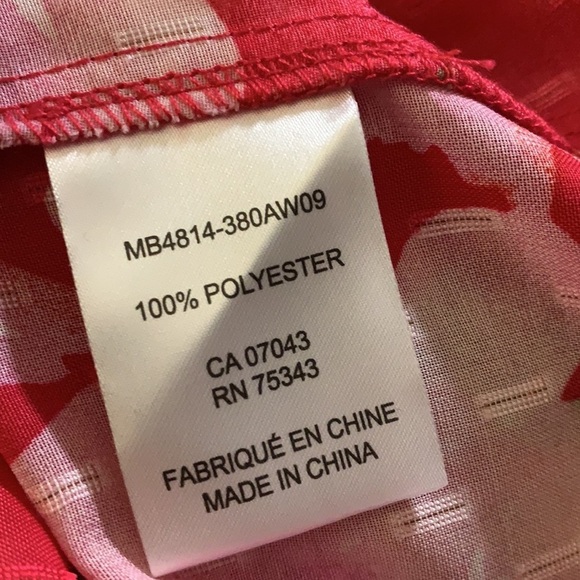 MB4814-380AW09
100% POLYESTER
CA 07043
RN 75343
FABRIQUÉ EN CHINE
MADE IN CHINA